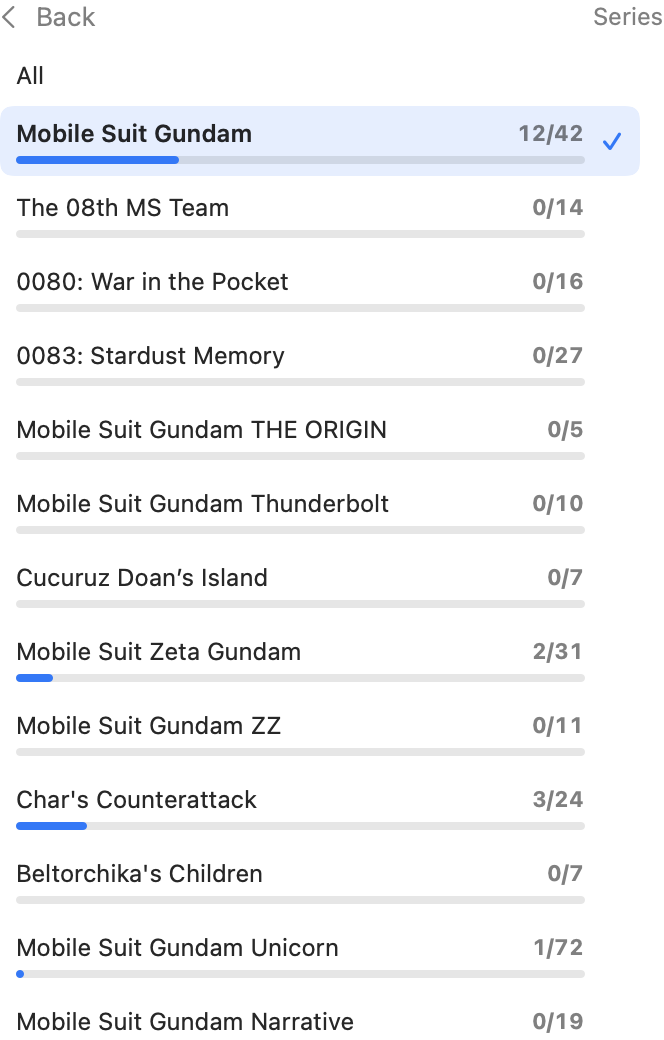 Back
Series
All
Mobile Suit Gundam 12/42
The 08th MS Team 0/14
0080: War in the Pocket 0/16
0083: Stardust Memory 0/27
Mobile Suit Gundam THE ORIGIN 0/5
Mobile Suit Gundam Thunderbolt 0/10
Cucuruz Doan’s Island 0/7
Mobile Suit Zeta Gundam 2/31
Mobile Suit Gundam ZZ 0/11
Char's Counterattack 3/24
Beltorchika's Children 0/7
Mobile Suit Gundam Unicorn 1/72
Mobile Suit Gundam Narrative 0/19